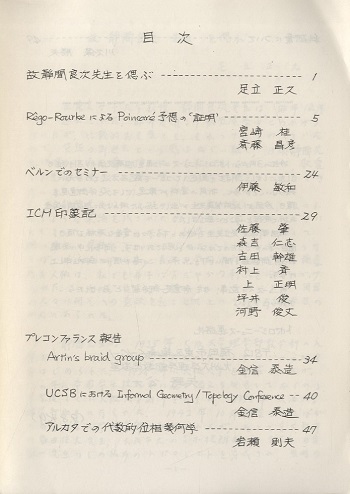 目 次
故 静間良次先生を偲ぶ ---------- 1
足立 正久
Rêgo-Rourke による Poincaré 予想の '証明' ---------- 5
宮嶋 桂
斎藤 昌彦
ベルンでのセミナー ---------- 24
伊藤 敏和
ICM 印象記 ---------- 29
佐藤 肇
森吉 仁志
吉田 幹雄
村上 斉
上 正明
坪井 俊
河野 俊丈
プレコンファランス報告
Artin's braid group ---------- 34
金信 泰造
UCSB における Informal Geometry / Topology Conference -- 40
金信 泰造
アルカタでの代数的位相幾何学 ---------- 47
岩瀬 則夫